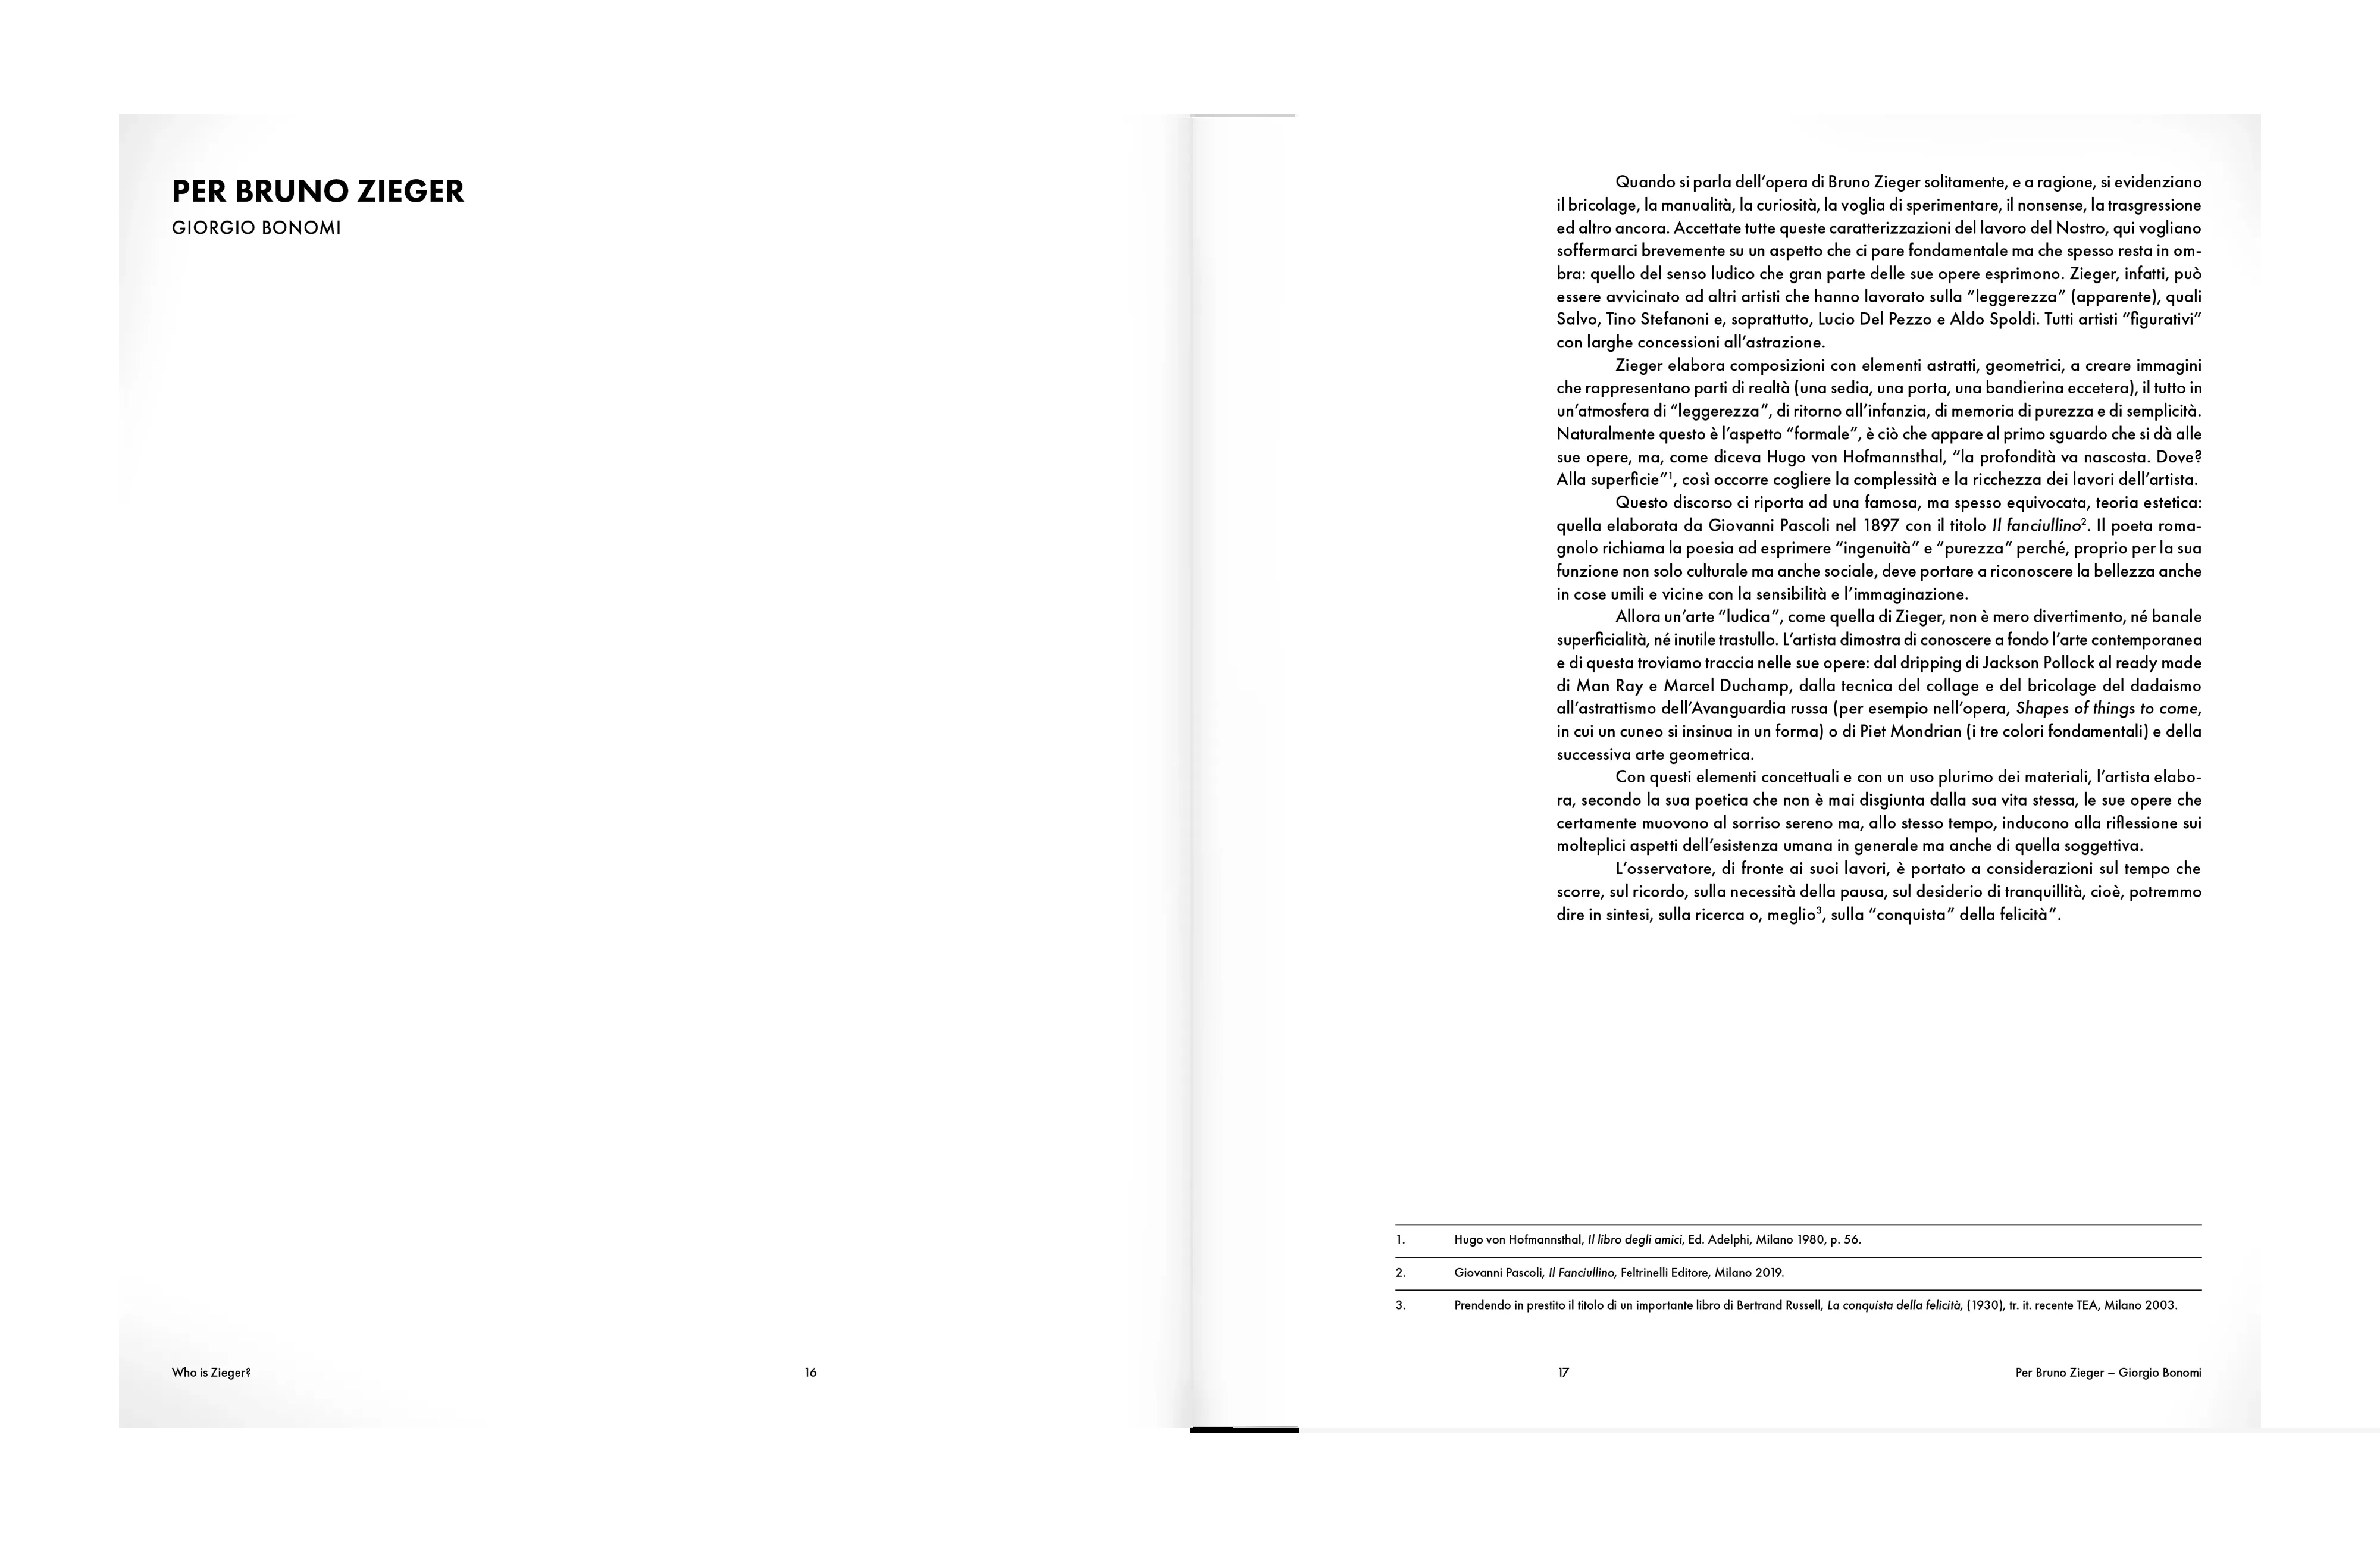 PER BRUNO ZIEGER
GIORGIO BONOMI
Who is Zieger?
16
Quando si parla dell’opera di Bruno Zieger solitamente, e a ragione, si evidenziano
il bricolage, la manualità, la curiosità, la voglia di sperimentare, il nonsense, la trasgressione
ed altro ancora. Accettate tutte queste caratterizzazioni del lavoro del Nostro, qui vogliano
soffermarci brevemente su un aspetto che ci pare fondamentale ma che spesso resta in om-
bra: quello del senso ludico che gran parte delle sue opere esprimono. Zieger, infatti, può
essere avvicinato ad altri artisti che hanno lavorato sulla “leggerezza” (apparente), quali
Salvo, Tino Stefanoni e, soprattutto, Lucio Del Pezzo e Aldo Spoldi. Tutti artisti “figurativi”
con larghe concessioni all’astrazione.
Zieger elabora composizioni con elementi astratti, geometrici, a creare immagini
che rappresentano parti di realtà (una sedia, una porta, una bandierina eccetera), il tutto in
un’atmosfera di “leggerezza”, di ritorno all’infanzia, di memoria di purezza e di semplicità.
Naturalmente questo è l’aspetto “formale”, è ciò che appare al primo sguardo che si dà alle
sue opere, ma, come diceva Hugo von Hofmannsthal, “la profondità va nascosta. Dove?
Alla superficie”¹, così occorre cogliere la complessità e la ricchezza dei lavori dell’artista.
Questo discorso ci riporta ad una famosa, ma spesso equivocata, teoria estetica:
quella elaborata da Giovanni Pascoli nel 1897 con il titolo Il fanciullino². Il poeta roma-
gnolo richiama la poesia ad esprimere “ingenuità” e “purezza” perché, proprio per la sua
funzione non solo culturale ma anche sociale, deve portare a riconoscere la bellezza anche
in cose umili e vicine con la sensibilità e l’immaginazione.
Allora un’arte “ludica”, come quella di Zieger, non è mero divertimento, né banale
superficialità, né inutile trastullo. L’artista dimostra di conoscere a fondo l’arte contemporanea
e di questa troviamo traccia nelle sue opere: dal dripping di Jackson Pollock al ready made
di Man Ray e Marcel Duchamp, dalla tecnica del collage e del bricolage del dadaismo
all’astrattismo dell’Avanguardia russa (per esempio nell’opera, Shapes of things to come,
in cui un cuneo si insinua in un forma) o di Piet Mondrian (i tre colori fondamentali) e della
successiva arte geometrica.
Con questi elementi concettuali e con un uso plurimo dei materiali, l’artista elabo-
ra, secondo la sua poetica che non è mai disgiunta dalla sua vita stessa, le sue opere che
certamente muovono al sorriso sereno ma, allo stesso tempo, inducono alla riflessione sui
molteplici aspetti dell’esistenza umana in generale ma anche di quella soggettiva.
L’osservatore, di fronte ai suoi lavori, è portato a considerazioni sul tempo che
scorre, sul ricordo, sulla necessità della pausa, sul desiderio di tranquillità, cioè, potremmo
dire in sintesi, sulla ricerca o, meglio³, sulla “conquista” della felicità”.
1. Hugo von Hofmannsthal, Il libro degli amici, Ed. Adelphi, Milano 1980, p. 56.
2. Giovanni Pascoli, Il Fanciullino, Feltrinelli Editore, Milano 2019.
3. Prendendo in prestito il titolo di un importante libro di Bertrand Russell, La conquista della felicità, (1930), tr. it. recente TEA, Milano 2003.
17
Per Bruno Zieger – Giorgio Bonomi